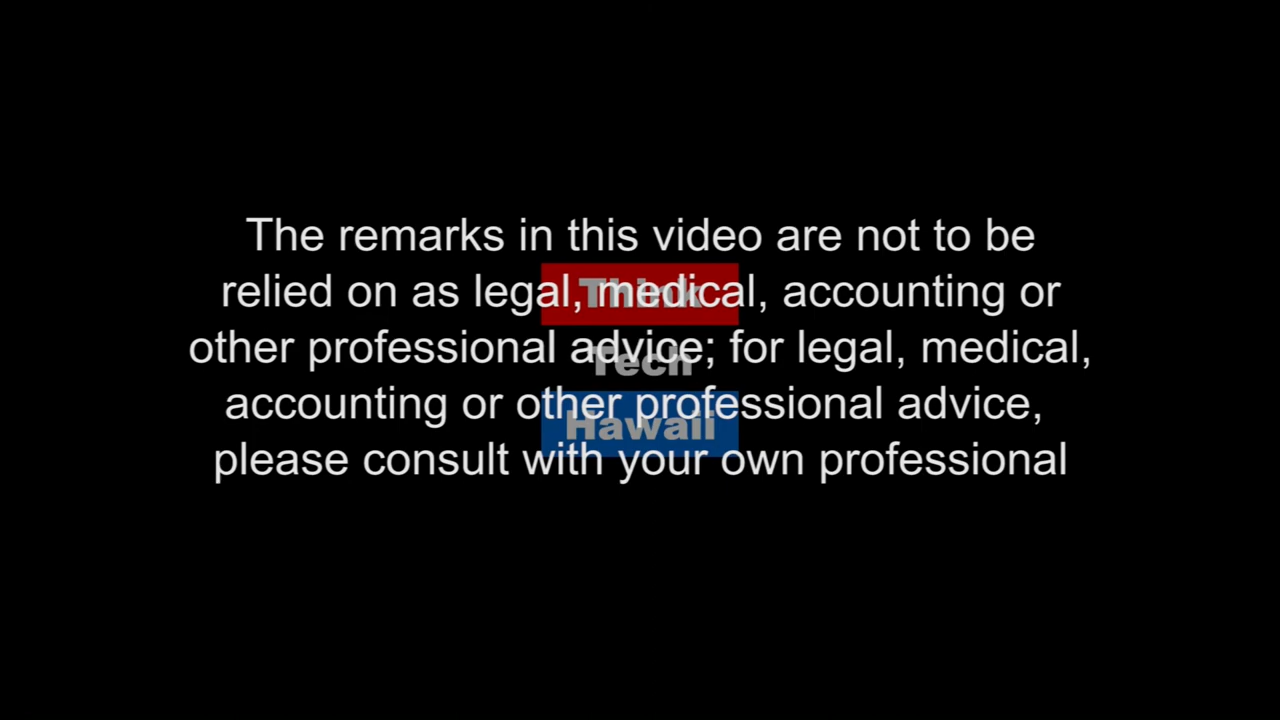 The remarks in this video are not to be
relied on as legal, medical, accounting or
other professional advice; for legal, medical,
accounting or other professional advice,
please consult with your own professional
Think
Tech
Hawaii